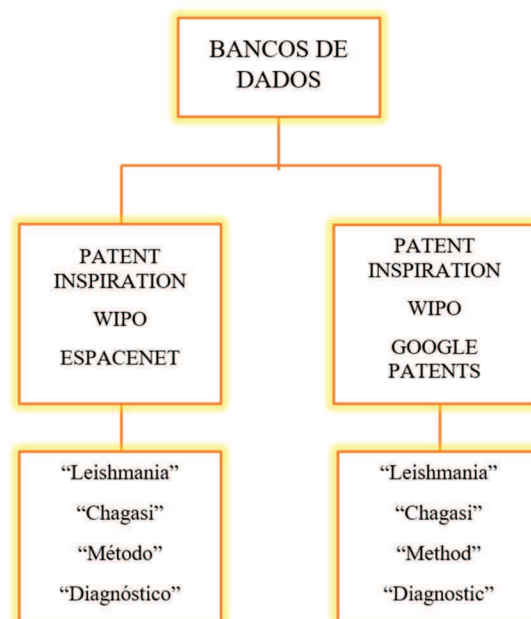 BANCOS DE
DADOS
PATENT
INSPIRATION
WIPO
ESPACENET
PATENT
INSPIRATION
WIPO
GOOGLE
PATENTS
“Leishmania”
“Chagasi”
“Método”
“Diagnóstico”
“Leishmania”
“Chagasi”
“Method”
“Diagnostic”